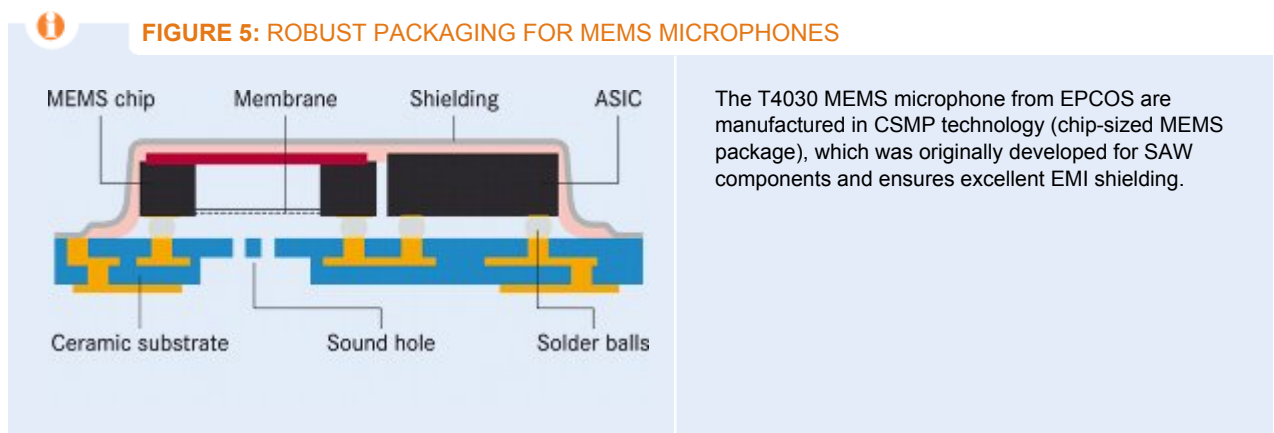 FIGURE 5: ROBUST PACKAGING FOR MEMS MICROPHONES
MEMS chip
Membrane
Shielding
ASIC
Ceramic substrate
Sound hole
Solder balls
The T4030 MEMS microphone from EPCOS are
manufactured in CSMP technology (chip-sized MEMS
package), which was originally developed for SAW
components and ensures excellent EMI shielding.